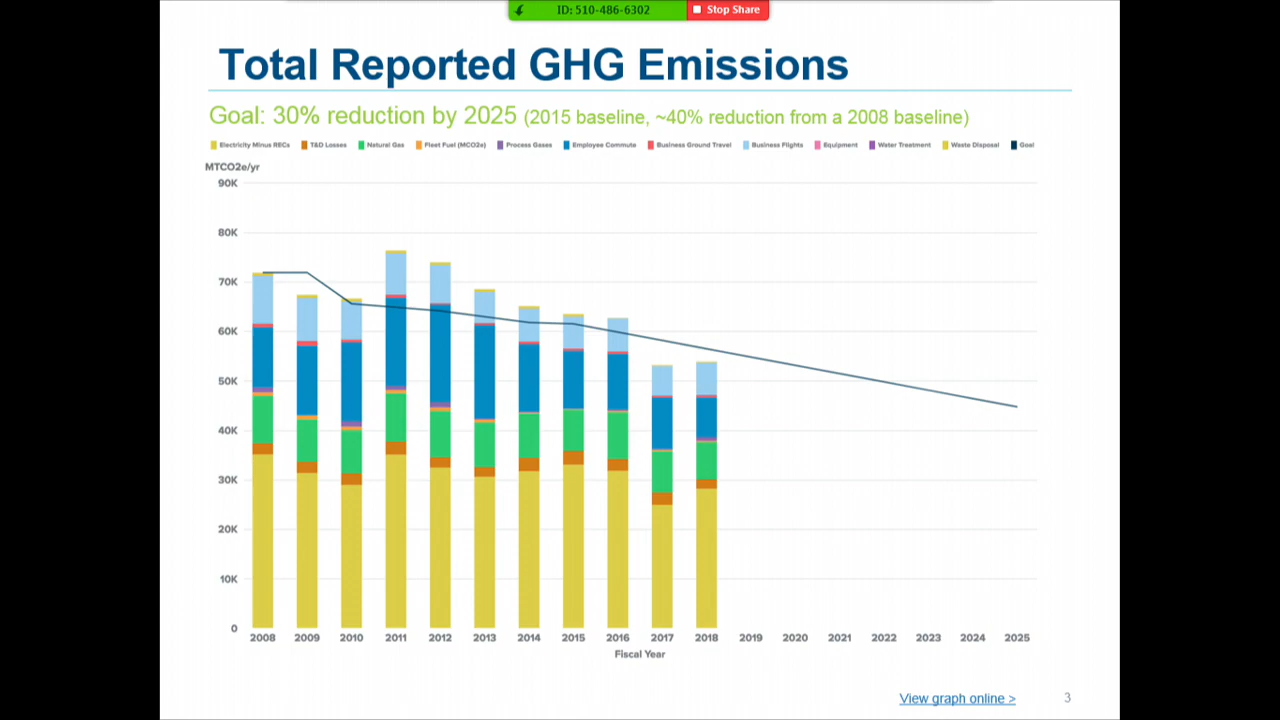 ID: 510-486-6302 Stop Share
Total Reported GHG Emissions
Goal: 30% reduction by 2025 (2015 baseline, ~40% reduction from a 2008 baseline)
Electricity Minus RECs T&D Losses Natural Gas Fleet Fuel (MCO2e) Process Gases Employee Commute Business Ground Travel Business Flights Equipment Water Treatment Waste Disposal Goal
MTCO2e/yr
90K
80K
70K
60K
50K
40K
30K
20K
10K
0
2008 2009 2010 2011 2012 2013 2014 2015 2016 2017 2018 2019 2020 2021 2022 2023 2024 2025
Fiscal Year
View graph online > 3